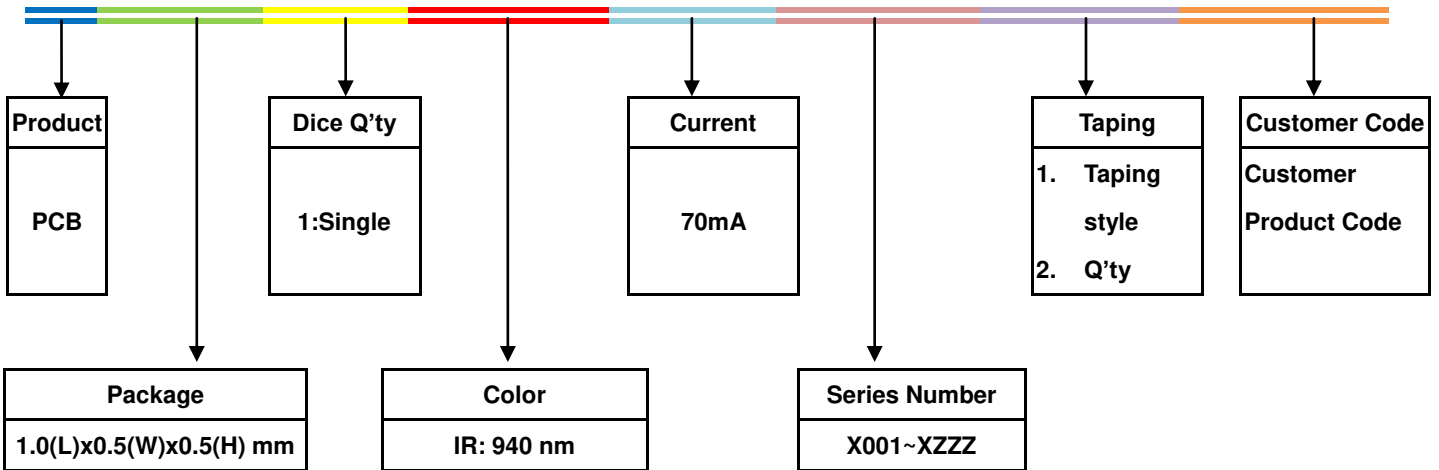 Product
PCB
Dice Q'ty
1:Single
Current
70mA
Taping
1. Taping
style
2. Q'ty
Customer Code
Customer
Product Code
Package
1.0(L)x0.5(W)x0.5(H) mm
Color
IR: 940 nm
Series Number
X001~XZZZ